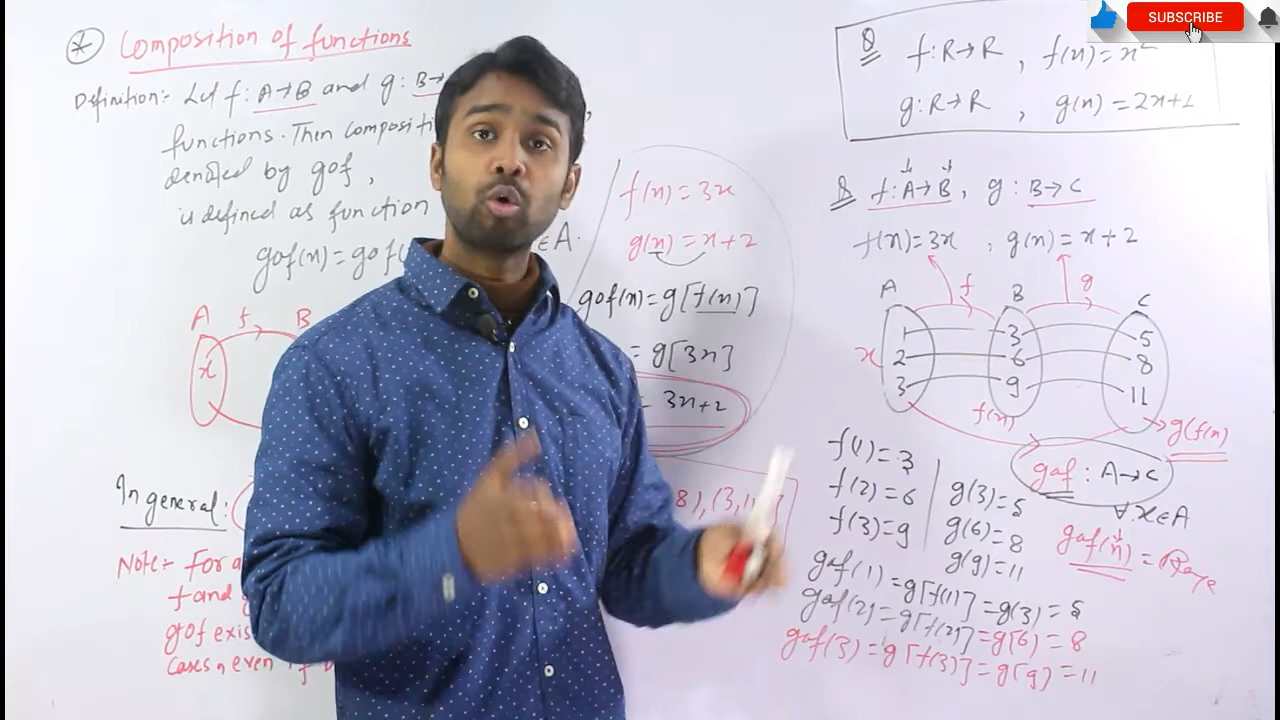 * Composition of functions
Definition:- Let f: A→B and g: B→
functions. Then compositi
denoted by gof,
is defined as function
gof(x) = gof(
∈A.
A f B
x
In general:
Note:- For a
f and g
gof exis
cases, even if
f(x) = 3x
g(x) = x+2
gof(x) = g[f(x)]
= g[3x]
= 3x+2
8), (3,11)}
SUBSCRIBE
Q f: R→R , f(x) = x²
g: R→R , g(x) = 2x+1
Q f: A→B, g: B→C
f(x) = 3x , g(x) = x+2
A f B g C
1 3 5
x 2 6 8
3 9 11
f(x)
g(f(x))
gof : A→C
∀ x∈A
f(1) = 3
f(2) = 6
f(3) = 9
g(3) = 5
g(6) = 8
g(9) = 11
gof(x) = Range
gof(1) = g[f(1)] = g(3) = 5
gof(2) = g[f(2)] = g[6] = 8
gof(3) = g[f(3)] = g[9] = 11